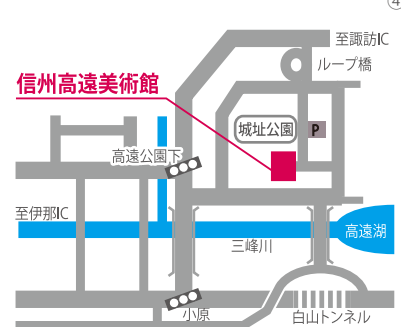 ④
至諏訪IC
ループ橋
信州高遠美術館
城址公園
P
高遠公園下
至伊那IC
高遠湖
三峰川
小原
白山トンネル